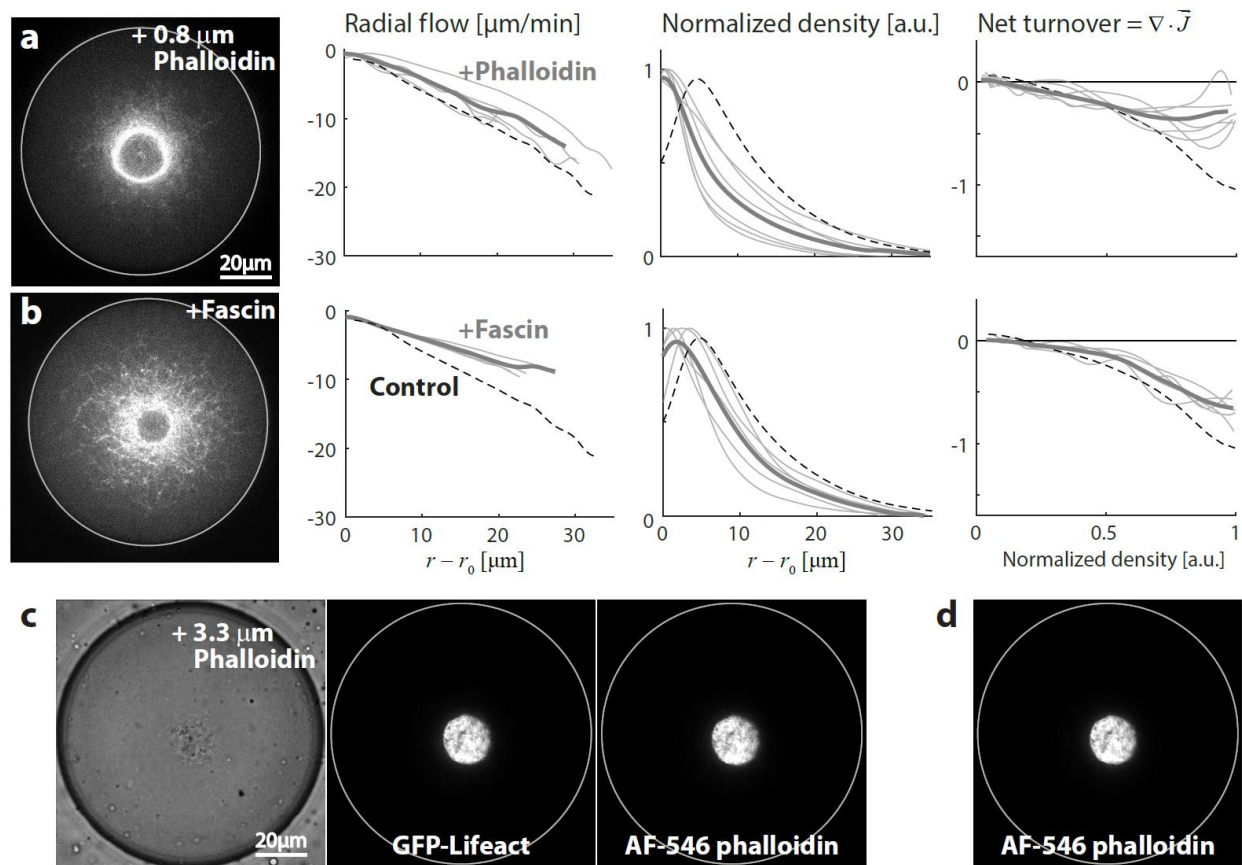 a
+ 0.8 μm
Phalloidin
20μm
Radial flow [μm/min]
0
-10
-20
-30
+Phalloidin
Normalized density [a.u.]
1
0
Net turnover = ∇·J⃗
0
-1
b
+Fascin
0
-10
-20
-30
+Fascin
Control
0 10 20 30
r – r₀ [μm]
1
0
0 10 20 30
r – r₀ [μm]
0
-1
0 0.5 1
Normalized density [a.u.]
c
+ 3.3 μm
Phalloidin
20μm
GFP-Lifeact
AF-546 phalloidin
d
AF-546 phalloidin